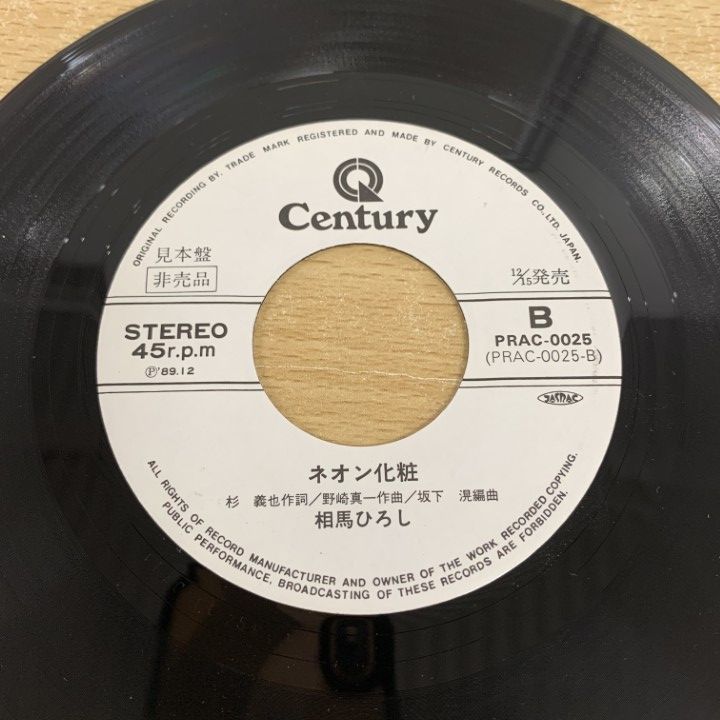 ORIGINAL RECORDING BY. TRADE MARK REGISTERED AND MADE BY CENTURY RECORDS CO., LTD. JAPAN.
Century
見本盤
非売品
12/15発売
STEREO
45r.p.m
Ⓟ'89.12
B
PRAC-0025
(PRAC-0025-B)
JASRAC
ネオン化粧
杉 義也作詞/野崎真一作曲/坂下 滉編曲
相馬ひろし
ALL RIGHTS OF RECORD MANUFACTURER AND OWNER OF THE WORK RECORDED COPYING.
PUBLIC PERFORMANCE, BROADCASTING OF THESE RECORDS ARE FORBIDDEN.